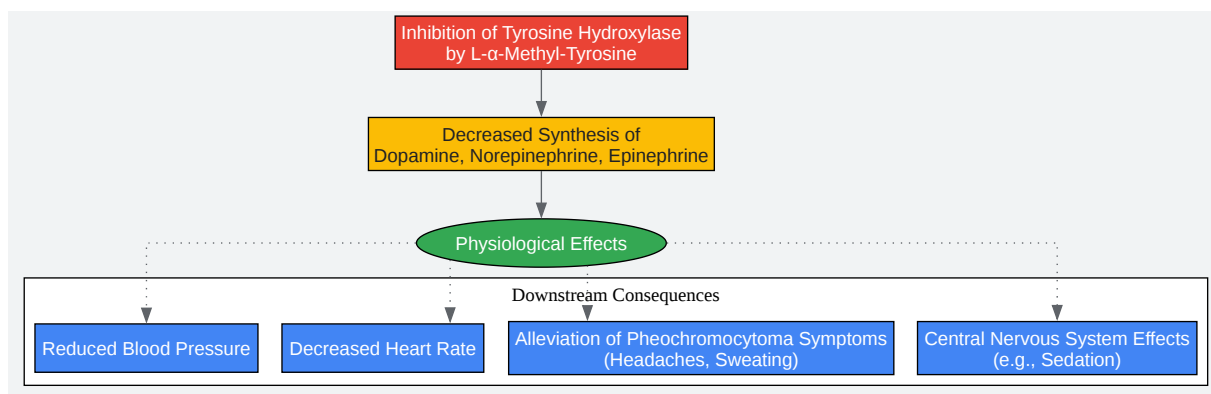 Inhibition of Tyrosine Hydroxylase
by L-α-Methyl-Tyrosine
Decreased Synthesis of
Dopamine, Norepinephrine, Epinephrine
Physiological Effects
Downstream Consequences
Reduced Blood Pressure
Decreased Heart Rate
Alleviation of Pheochromocytoma Symptoms
(Headaches, Sweating)
Central Nervous System Effects
(e.g., Sedation)